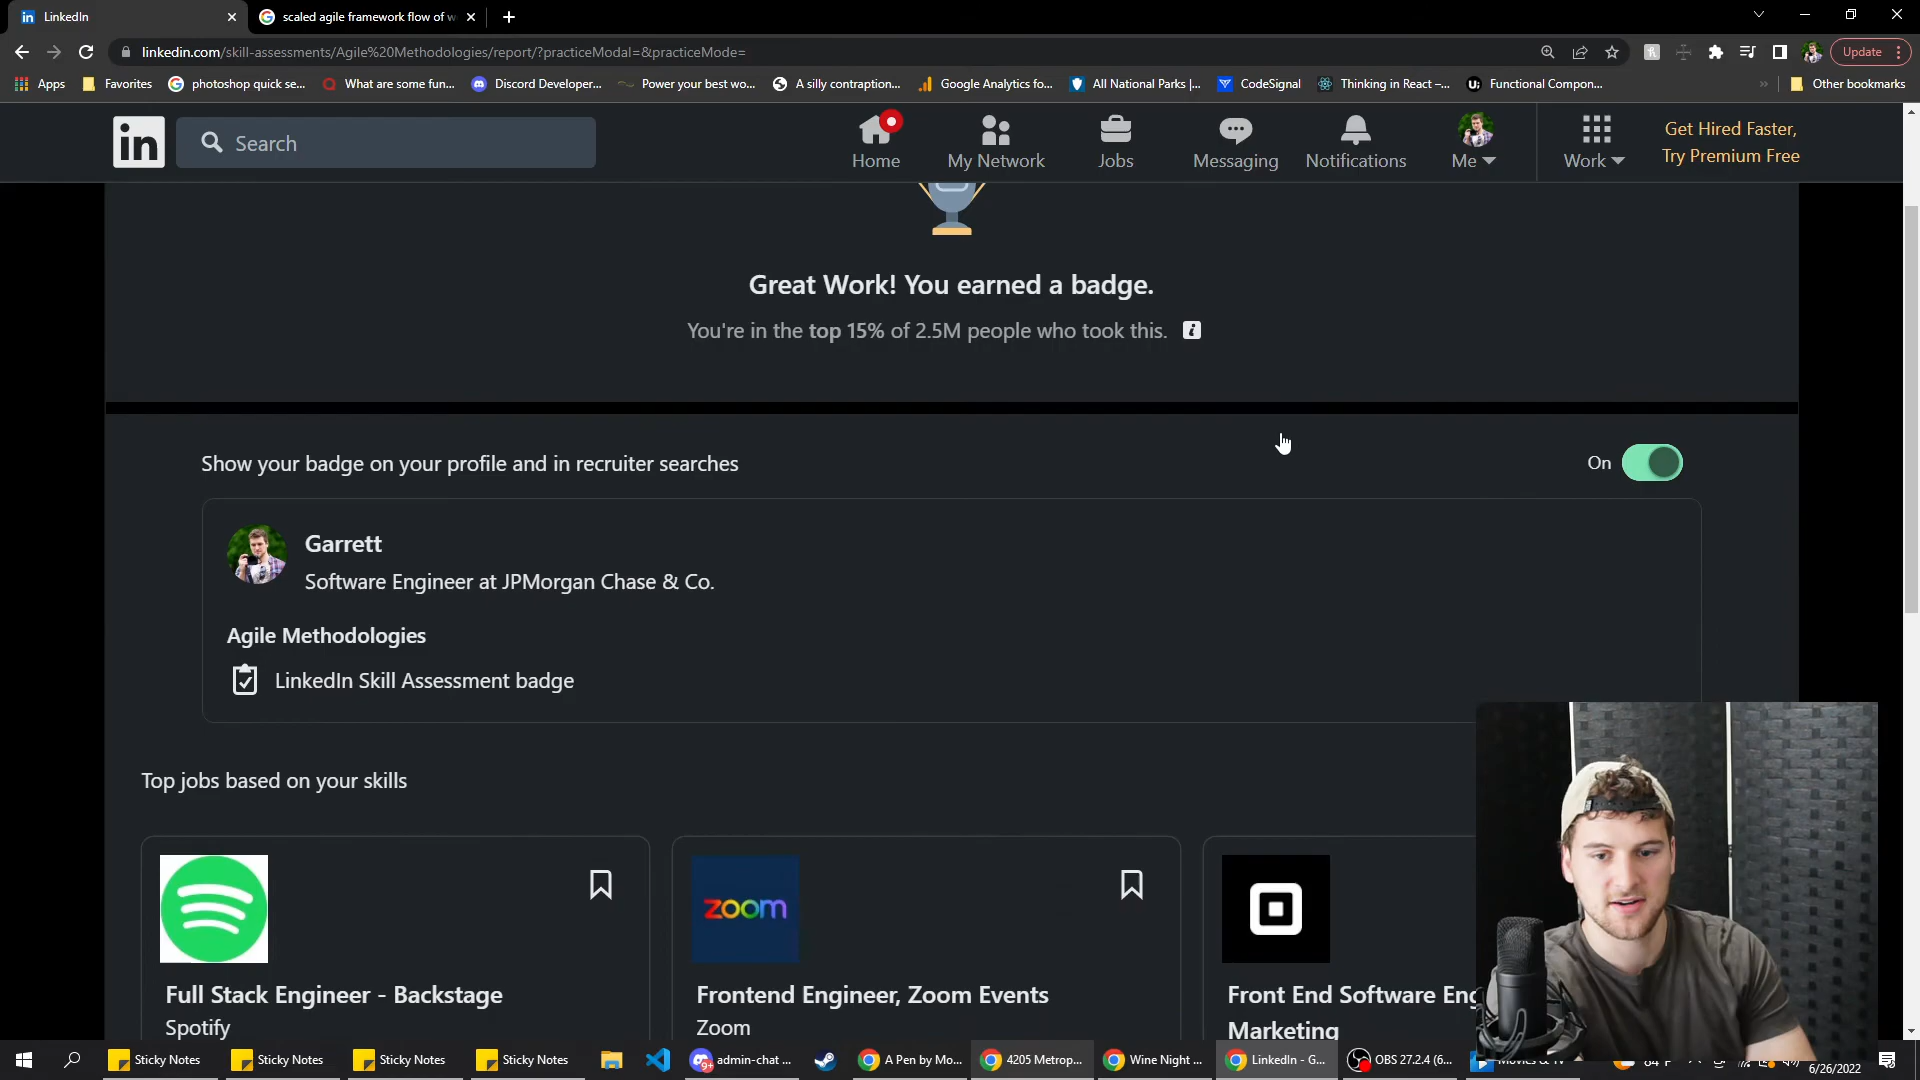 LinkedIn
scaled agile framework flow of w
linkedin.com/skill-assessments/Agile%20Methodologies/report/?practiceModal=&practiceMode=
Update
Apps
Favorites
photoshop quick se...
What are some fun...
Discord Developer...
Power your best wo...
A silly contraption...
Google Analytics fo...
All National Parks |...
CodeSignal
Thinking in React –...
Functional Compon...
»
Other bookmarks
in
Search
Home
My Network
Jobs
Messaging
Notifications
Me
Work
Get Hired Faster,
Try Premium Free
Great Work! You earned a badge.
You're in the top 15% of 2.5M people who took this.
Show your badge on your profile and in recruiter searches
On
Garrett
Software Engineer at JPMorgan Chase & Co.
Agile Methodologies
LinkedIn Skill Assessment badge
Top jobs based on your skills
zoom
Full Stack Engineer - Backstage
Spotify
Frontend Engineer, Zoom Events
Zoom
Front End Software Eng
Marketing
Sticky Notes
Sticky Notes
Sticky Notes
Sticky Notes
admin-chat ...
A Pen by Mo...
4205 Metrop...
Wine Night ...
LinkedIn - G...
OBS 27.2.4 (6...
6/26/2022